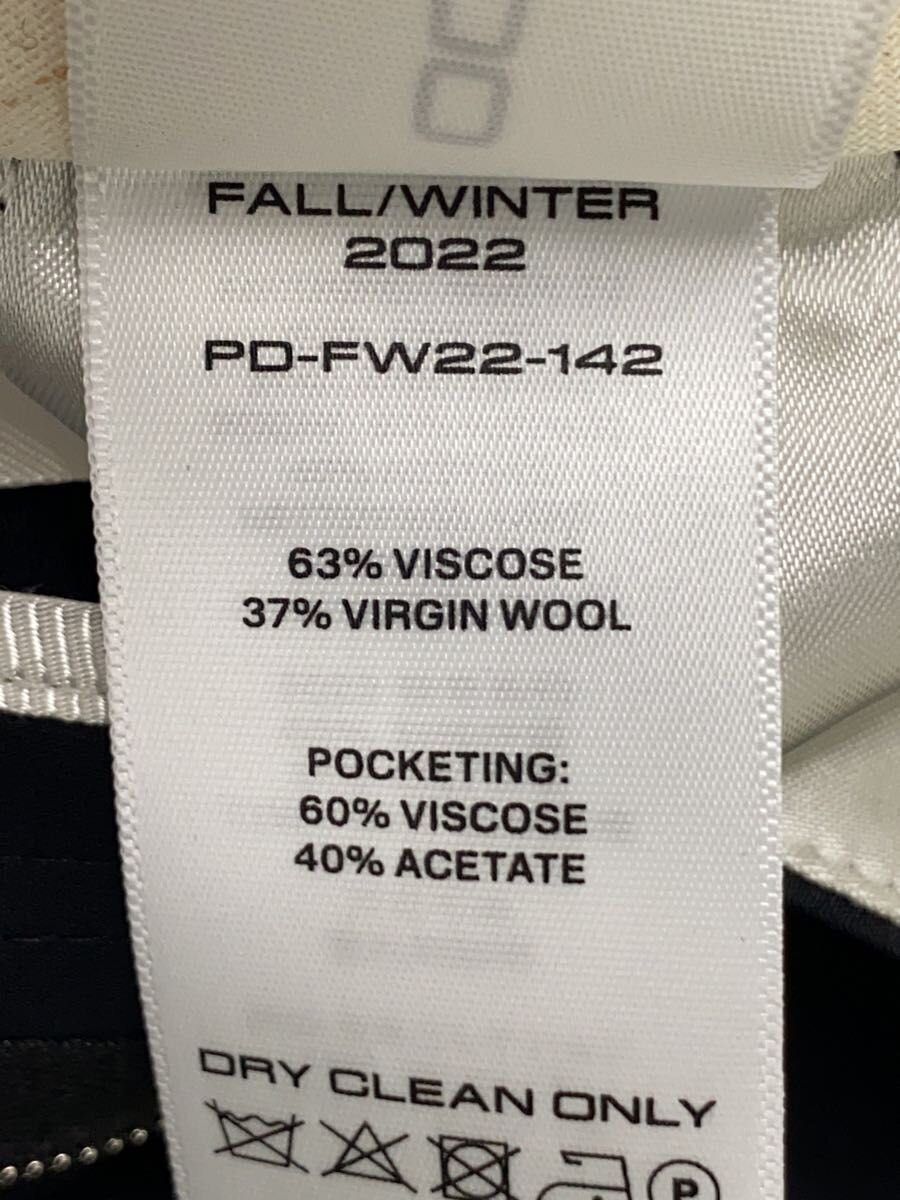 FALL/WINTER
2022
PD-FW22-142
63% VISCOSE
37% VIRGIN WOOL
POCKETING:
60% VISCOSE
40% ACETATE
DRY CLEAN ONLY
P